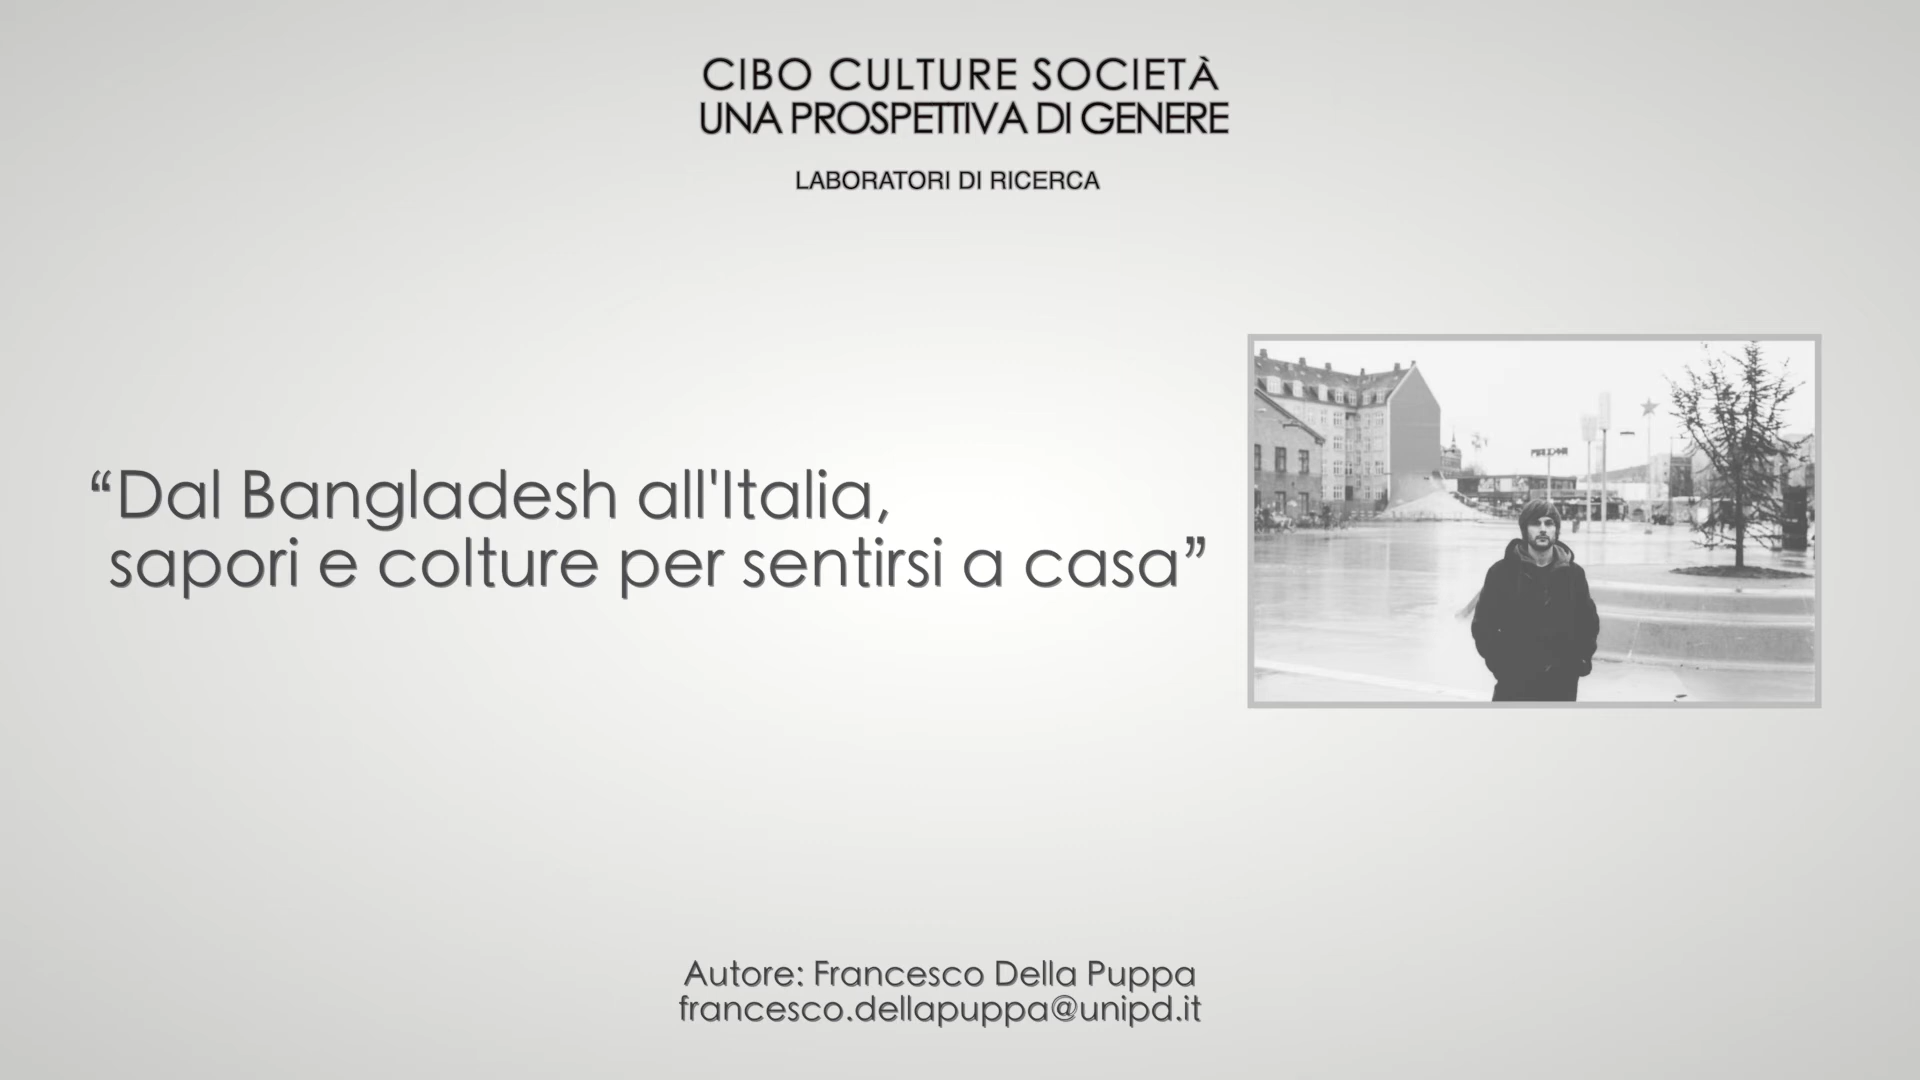 CIBO CULTURE SOCIETÀ
UNA PROSPETTIVA DI GENERE
LABORATORI DI RICERCA
“Dal Bangladesh all'Italia,
sapori e colture per sentirsi a casa”
Autore: Francesco Della Puppa
francesco.dellapuppa@unipd.it